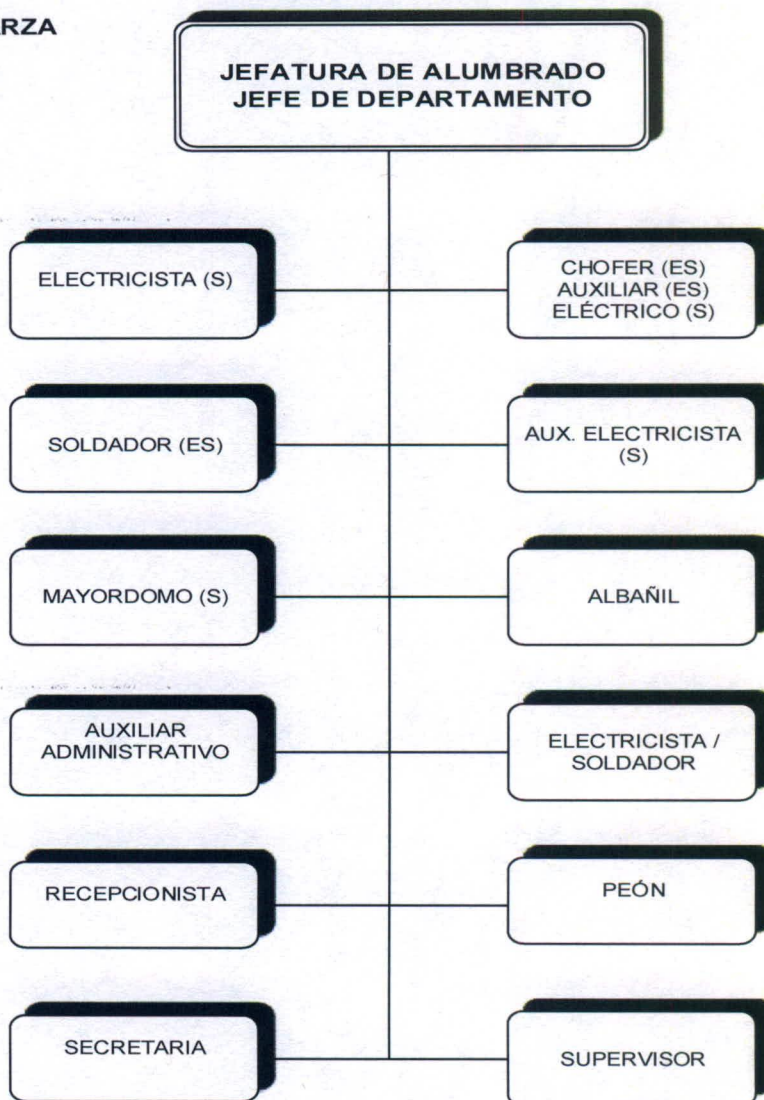 ARZA
JEFATURA DE ALUMBRADO
JEFE DE DEPARTAMENTO
ELECTRICISTA (S)
CHOFER (ES)
AUXILIAR (ES)
ELÉCTRICO (S)
SOLDADOR (ES)
AUX. ELECTRICISTA
(S)
MAYORDOMO (S)
ALBAÑIL
AUXILIAR
ADMINISTRATIVO
ELECTRICISTA /
SOLDADOR
RECEPCIONISTA
PEÓN
SECRETARIA
SUPERVISOR